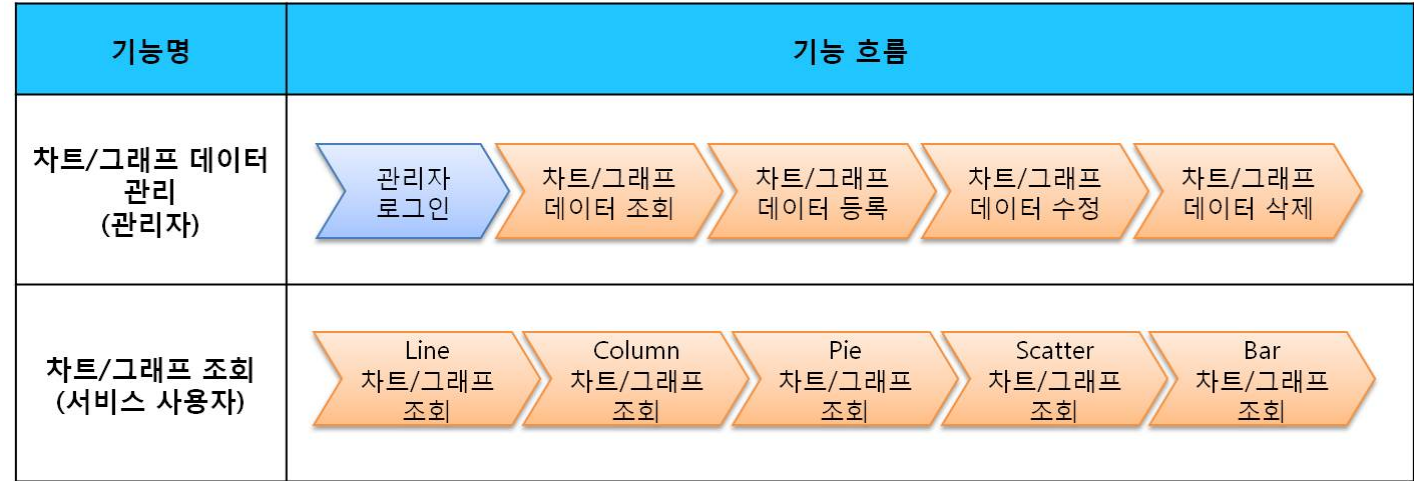 기능명
기능 흐름
차트/그래프 데이터
관리
(관리자)
관리자
로그인
차트/그래프
데이터 조회
차트/그래프
데이터 등록
차트/그래프
데이터 수정
차트/그래프
데이터 삭제
차트/그래프 조회
(서비스 사용자)
Line
차트/그래프
조회
Column
차트/그래프
조회
Pie
차트/그래프
조회
Scatter
차트/그래프
조회
Bar
차트/그래프
조회